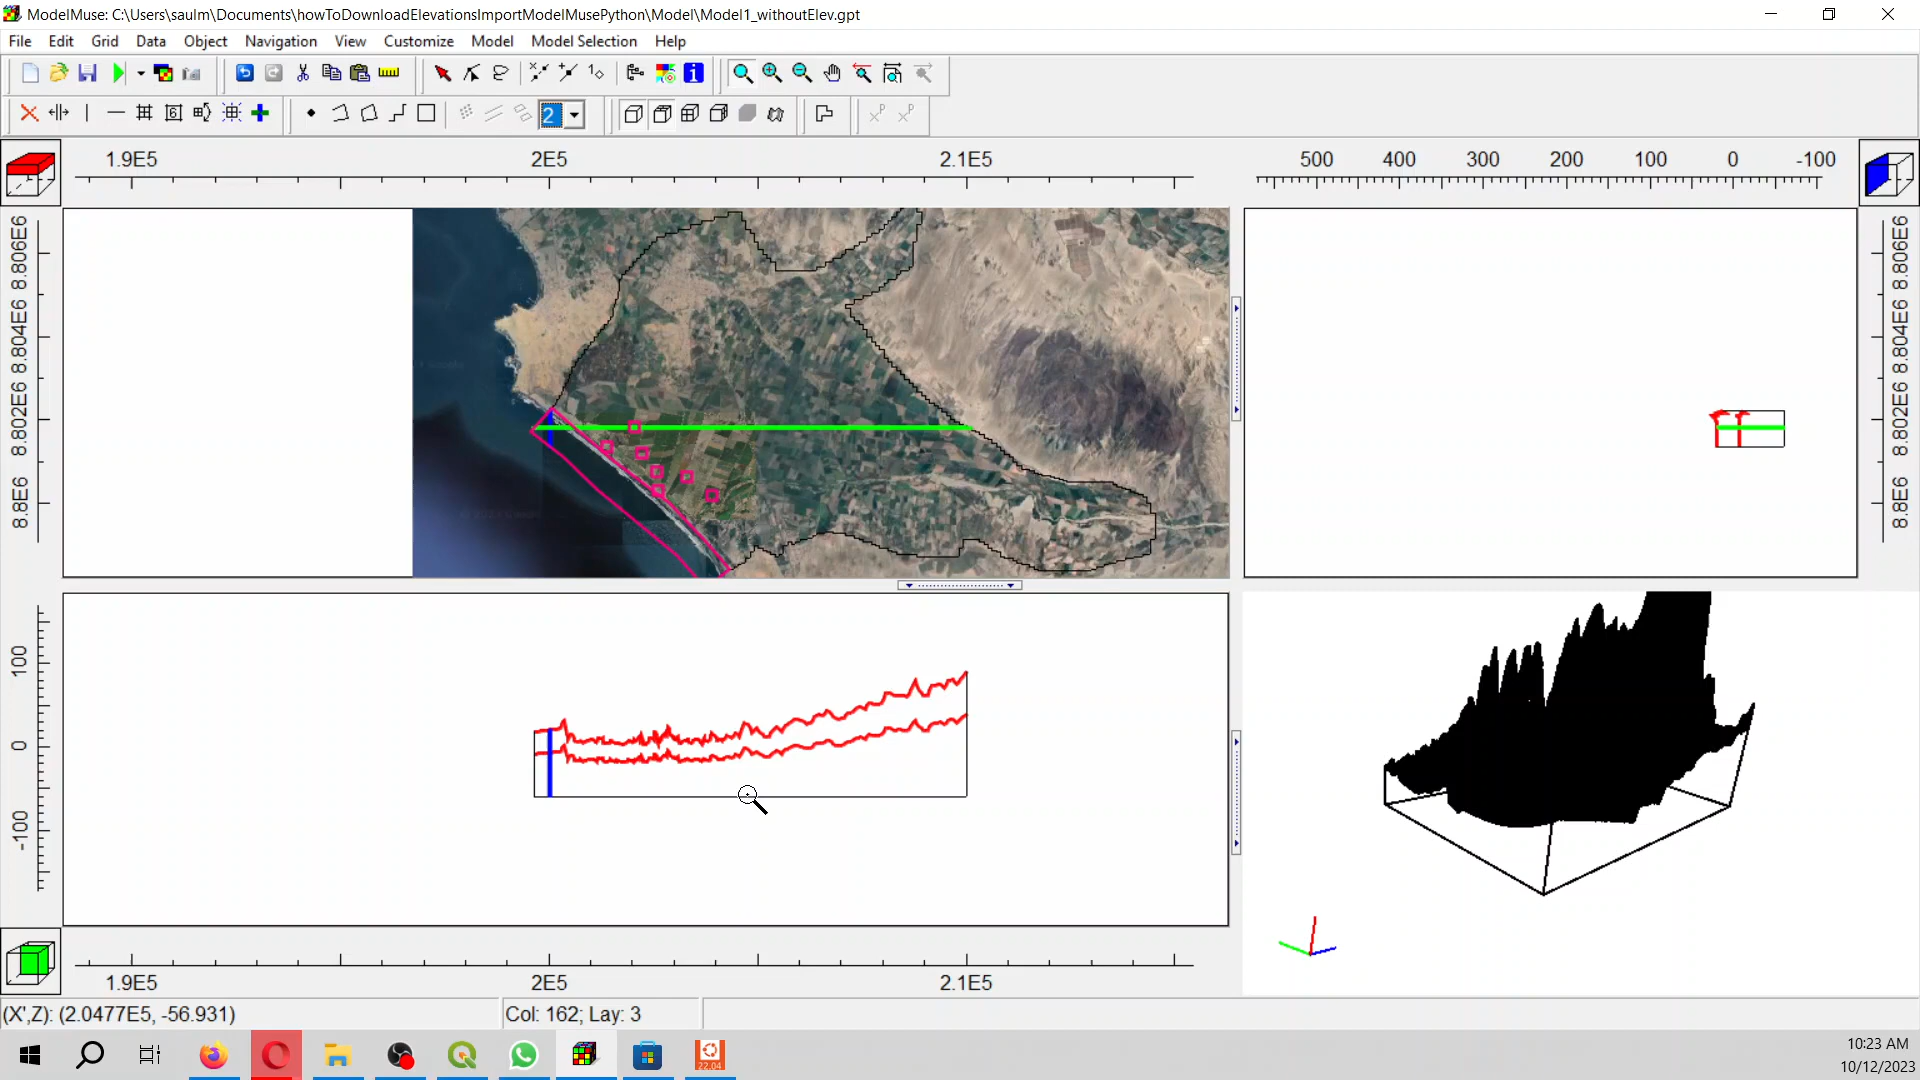 ModelMuse: C:\Users\saulm\Documents\howToDownloadElevationsImportModelMusePython\Model\Model1_withoutElev.gpt
File Edit Grid Data Object Navigation View Customize Model Model Selection Help
2
1.9E5 2E5 2.1E5
500 400 300 200 100 0 -100
8.806E6
8.804E6
8.802E6
8.8E6
8.806E6
8.804E6
8.802E6
8.8E6
100
0
-100
1.9E5 2E5 2.1E5
(X',Z): (2.0477E5, -56.931)
Col: 162; Lay: 3
22.04
10:23 AM
10/12/2023